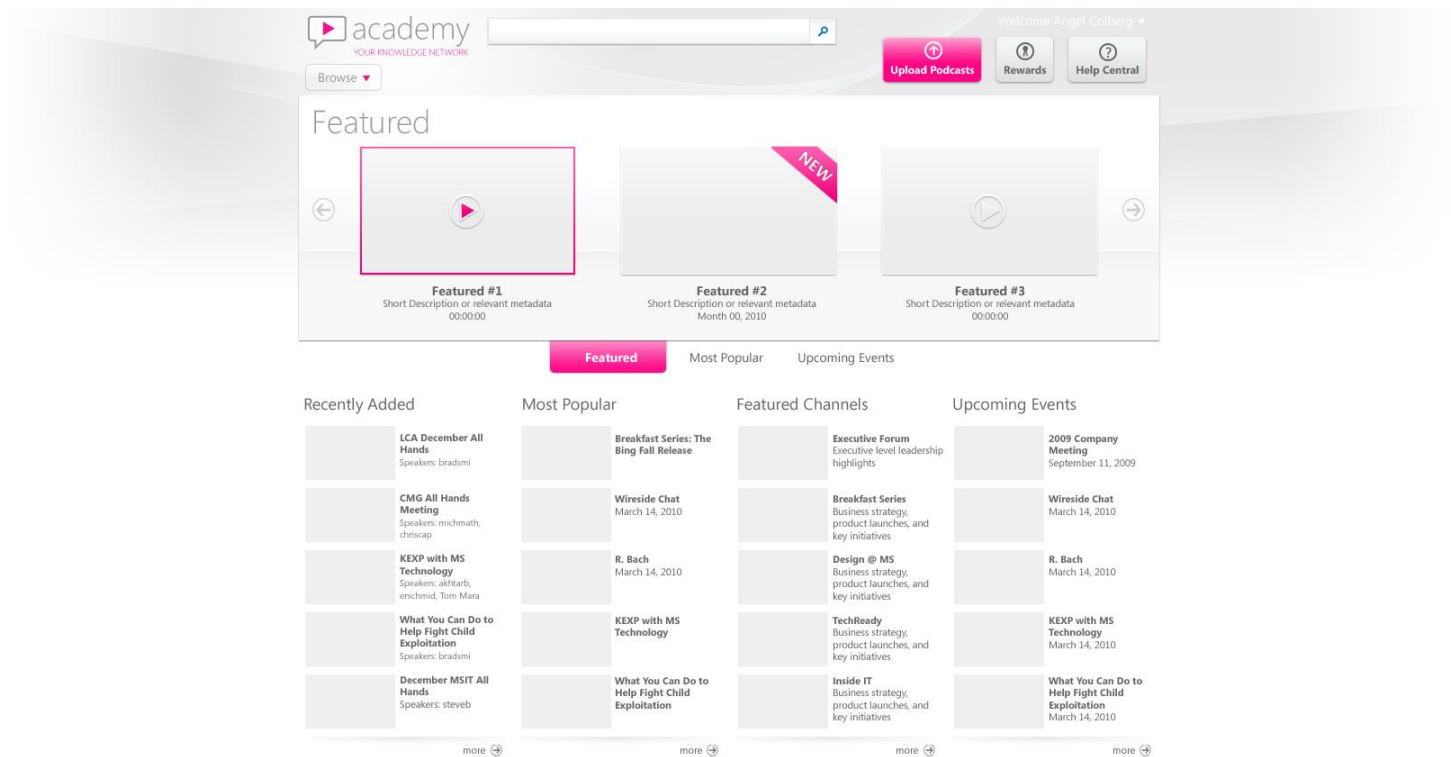 academy
YOUR KNOWLEDGE NETWORK
Welcome Angel Colberg
Browse
Upload Podcasts
Rewards
Help Central
Featured
NEW
Featured #1
Short Description or relevant metadata
00:00:00
Featured #2
Short Description or relevant metadata
Month 00, 2010
Featured #3
Short Description or relevant metadata
00:00:00
Featured
Most Popular
Upcoming Events
Recently Added
LCA December All
Hands
Speakers: bradsmi
CMG All Hands
Meeting
Speakers: michmath,
chriscap
KEXP with MS
Technology
Speakers: akhtarb,
erschmid, Tom Mara
What You Can Do to
Help Fight Child
Exploitation
Speakers: bradsmi
December MSIT All
Hands
Speakers: steveb
more
Most Popular
Breakfast Series: The
Bing Fall Release
Wireside Chat
March 14, 2010
R. Bach
March 14, 2010
KEXP with MS
Technology
What You Can Do to
Help Fight Child
Exploitation
more
Featured Channels
Executive Forum
Executive level leadership
highlights
Breakfast Series
Business strategy,
product launches, and
key initiatives
Design @ MS
Business strategy,
product launches, and
key initiatives
TechReady
Business strategy,
product launches, and
key initiatives
Inside IT
Business strategy,
product launches, and
key initiatives
more
Upcoming Events
2009 Company
Meeting
September 11, 2009
Wireside Chat
March 14, 2010
R. Bach
March 14, 2010
KEXP with MS
Technology
March 14, 2010
What You Can Do to
Help Fight Child
Exploitation
March 14, 2010
more